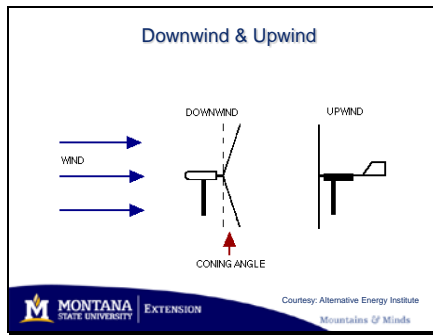 Downwind & Upwind
DOWNWIND
UPWIND
WIND
CONING ANGLE
Courtesy: Alternative Energy Institute
M
MONTANA
STATE UNIVERSITY
EXTENSION
Mountains & Minds